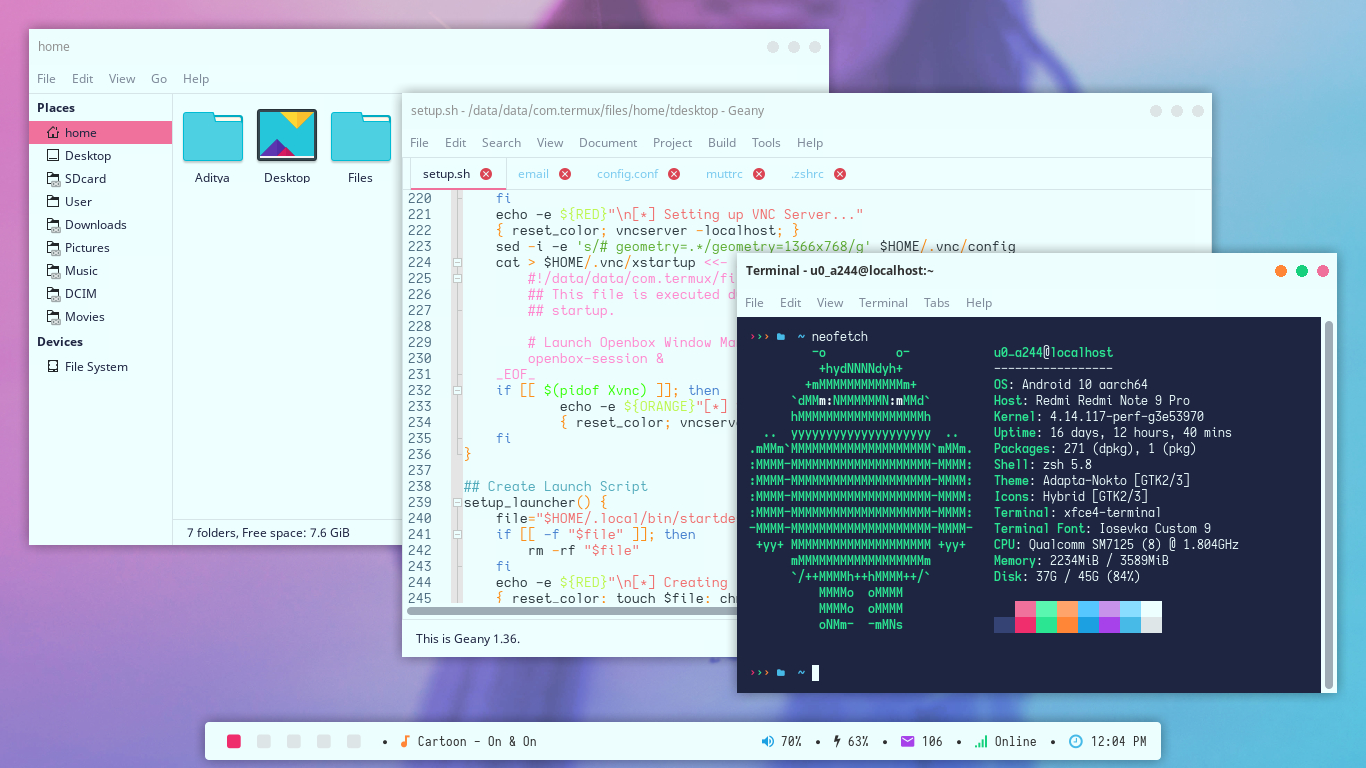 home
File Edit View Go Help
Places
home
Desktop
SDcard
User
Downloads
Pictures
Music
DCIM
Movies
Devices
File System
Aditya Desktop Files
7 folders, Free space: 7.6 GiB
setup.sh - /data/data/com.termux/files/home/tdesktop - Geany
File Edit Search View Document Project Build Tools Help
setup.sh email config.conf muttrc .zshrc
220 fi
221 echo -e ${RED}"\n[*] Setting up VNC Server..."
222 { reset_color; vncserver -localhost; }
223 sed -i -e 's/# geometry=.*/geometry=1366x768/g' $HOME/.vnc/config
224 cat > $HOME/.vnc/xstartup <<-
225 #!/data/data/com.termux/fi
226 ## This file is executed d
227 ## startup.
228
229 # Launch Openbox Window Ma
230 openbox-session &
231 _EOF_
232 if [[ $(pidof Xvnc) ]]; then
233 echo -e ${ORANGE}"[*]
234 { reset_color; vncserv
235 fi
236 }
237
238 ## Create Launch Script
239 setup_launcher() {
240 file="$HOME/.local/bin/startde
241 if [[ -f "$file" ]]; then
242 rm -rf "$file"
243 fi
244 echo -e ${RED}"\n[*] Creating
245 { reset_color; touch $file; ch
This is Geany 1.36.
Terminal - u0_a244@localhost:~
File Edit View Terminal Tabs Help
››› ~ neofetch
-o o-
+hydNNNNdyh+
+mMMMMMMMMMMMMm+
`dMMm:NMMMMMMN:mMMd`
hMMMMMMMMMMMMMMMMMMh
.. yyyyyyyyyyyyyyyyyyyy ..
.mMMm`MMMMMMMMMMMMMMMMMMMM`mMMm.
:MMMM-MMMMMMMMMMMMMMMMMMMM-MMMM:
:MMMM-MMMMMMMMMMMMMMMMMMMM-MMMM:
:MMMM-MMMMMMMMMMMMMMMMMMMM-MMMM:
:MMMM-MMMMMMMMMMMMMMMMMMMM-MMMM:
-MMMM-MMMMMMMMMMMMMMMMMMMM-MMMM-
+yy+ MMMMMMMMMMMMMMMMMMMM +yy+
mMMMMMMMMMMMMMMMMMMm
`/++MMMMh++hMMMM++/`
MMMMo oMMMM
MMMMo oMMMM
oNMm- -mMNs
u0_a244@localhost
-----------------
OS: Android 10 aarch64
Host: Redmi Redmi Note 9 Pro
Kernel: 4.14.117-perf-g3e53970
Uptime: 16 days, 12 hours, 40 mins
Packages: 271 (dpkg), 1 (pkg)
Shell: zsh 5.8
Theme: Adapta-Nokto [GTK2/3]
Icons: Hybrid [GTK2/3]
Terminal: xfce4-terminal
Terminal Font: Iosevka Custom 9
CPU: Qualcomm SM7125 (8) @ 1.804GHz
Memory: 2234MiB / 3589MiB
Disk: 37G / 45G (84%)
››› ~
• Cartoon - On & On 70% • 63% • 106 • Online • 12:04 PM